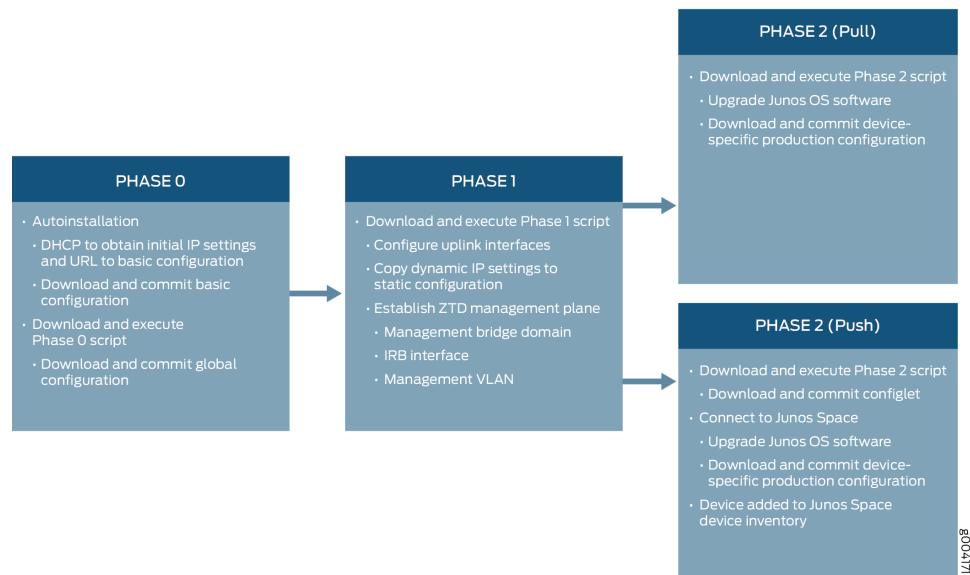 PHASE 0
• Autoinstallation
• DHCP to obtain initial IP settings
and URL to basic configuration
• Download and commit basic
configuration
• Download and execute
Phase 0 script
• Download and commit global
configuration
PHASE 1
• Download and execute Phase 1 script
• Configure uplink interfaces
• Copy dynamic IP settings to
static configuration
• Establish ZTD management plane
• Management bridge domain
• IRB interface
• Management VLAN
PHASE 2 (Pull)
• Download and execute Phase 2 script
• Upgrade Junos OS software
• Download and commit device-
specific production configuration
PHASE 2 (Push)
• Download and execute Phase 2 script
• Download and commit configlet
• Connect to Junos Space
• Upgrade Junos OS software
• Download and commit device-
specific production configuration
• Device added to Junos Space
device inventory
g004171